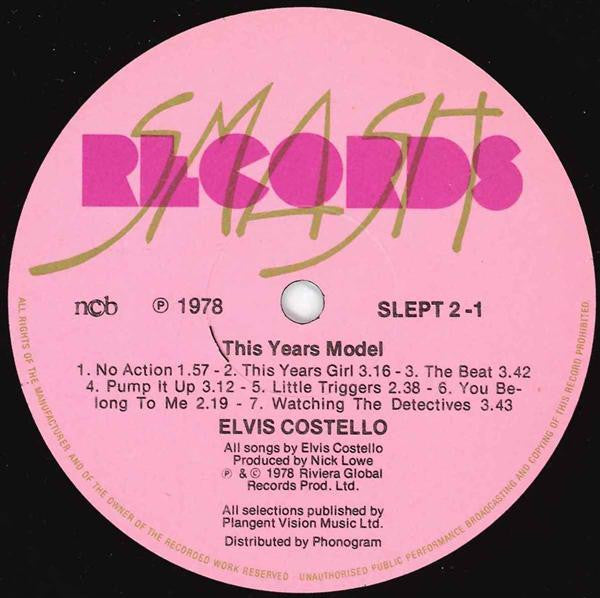 SMASH
RECORDS
ncb ℗ 1978 SLEPT 2-1
This Years Model
1. No Action 1.57 - 2. This Years Girl 3.16 - 3. The Beat 3.42
4. Pump It Up 3.12 - 5. Little Triggers 2.38 - 6. You Be-
long To Me 2.19 - 7. Watching The Detectives 3.43
ELVIS COSTELLO
All songs by Elvis Costello
Produced by Nick Lowe
℗ & © 1978 Riviera Global
Records Prod. Ltd.
All selections published by
Plangent Vision Music Ltd.
Distributed by Phonogram
ALL RIGHTS OF THE MANUFACTURER AND OF THE OWNER OF THE RECORDED WORK RESERVED - UNAUTHORISED PUBLIC PERFORMANCE BROADCASTING AND COPYING OF THIS RECORD PROHIBITED.